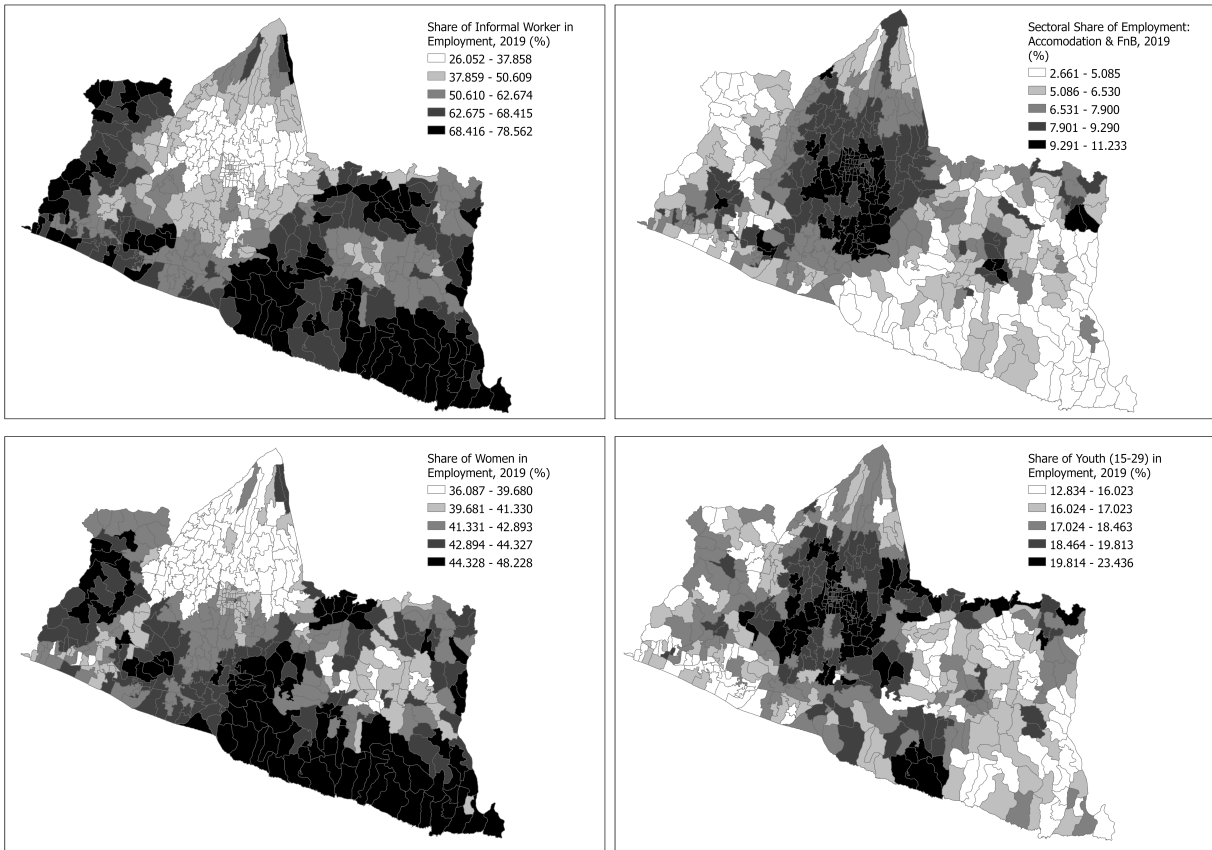 Share of Informal Worker in
Employment, 2019 (%)
26.052 - 37.858
37.859 - 50.609
50.610 - 62.674
62.675 - 68.415
68.416 - 78.562
Sectoral Share of Employment:
Accomodation & FnB, 2019
(%)
2.661 - 5.085
5.086 - 6.530
6.531 - 7.900
7.901 - 9.290
9.291 - 11.233
Share of Women in
Employment, 2019 (%)
36.087 - 39.680
39.681 - 41.330
41.331 - 42.893
42.894 - 44.327
44.328 - 48.228
Share of Youth (15-29) in
Employment, 2019 (%)
12.834 - 16.023
16.024 - 17.023
17.024 - 18.463
18.464 - 19.813
19.814 - 23.436